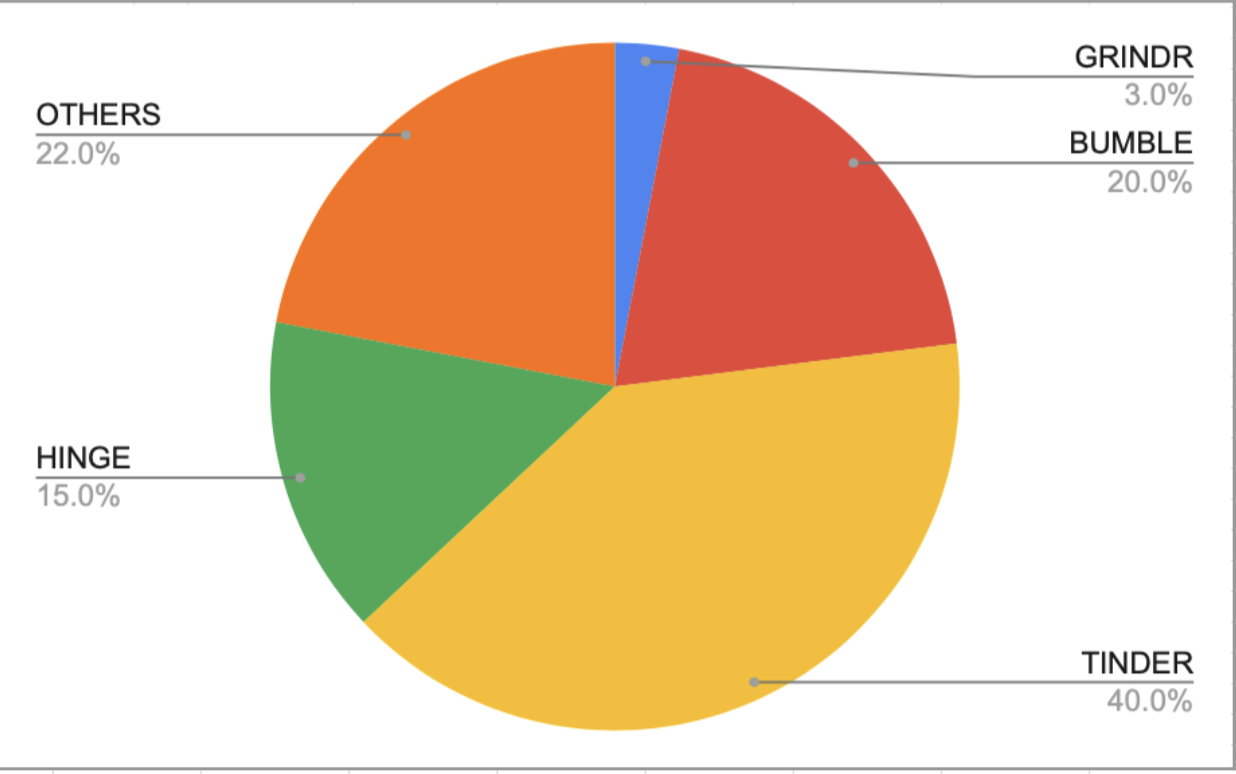 GRINDR
3.0%
BUMBLE
20.0%
TINDER
40.0%
HINGE
15.0%
OTHERS
22.0%